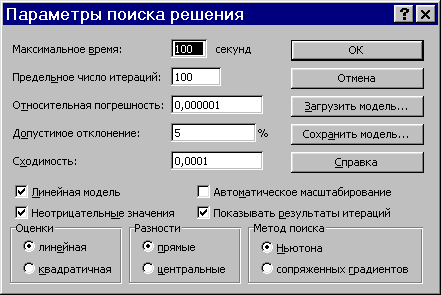 Параметры поиска решения
Максимальное время: 100 секунд OK
Предельное число итераций: 100 Отмена
Относительная погрешность: 0,000001 Загрузить модель...
Допустимое отклонение: 5 % Сохранить модель...
Сходимость: 0,0001 Справка
Линейная модель Автоматическое масштабирование
Неотрицательные значения Показывать результаты итераций
Оценки Разности Метод поиска
линейная прямые Ньютона
квадратичная центральные сопряженных градиентов